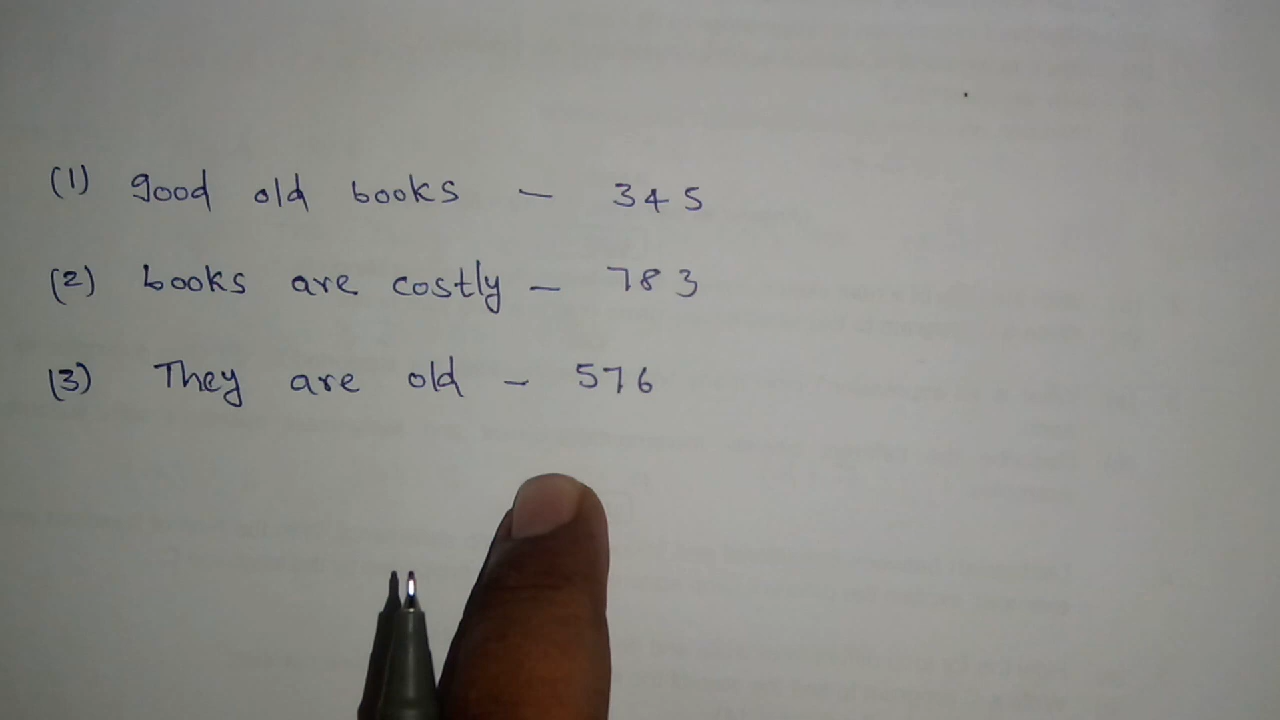 (1) good old books - 345
(2) books are costly - 783
(3) They are old - 576